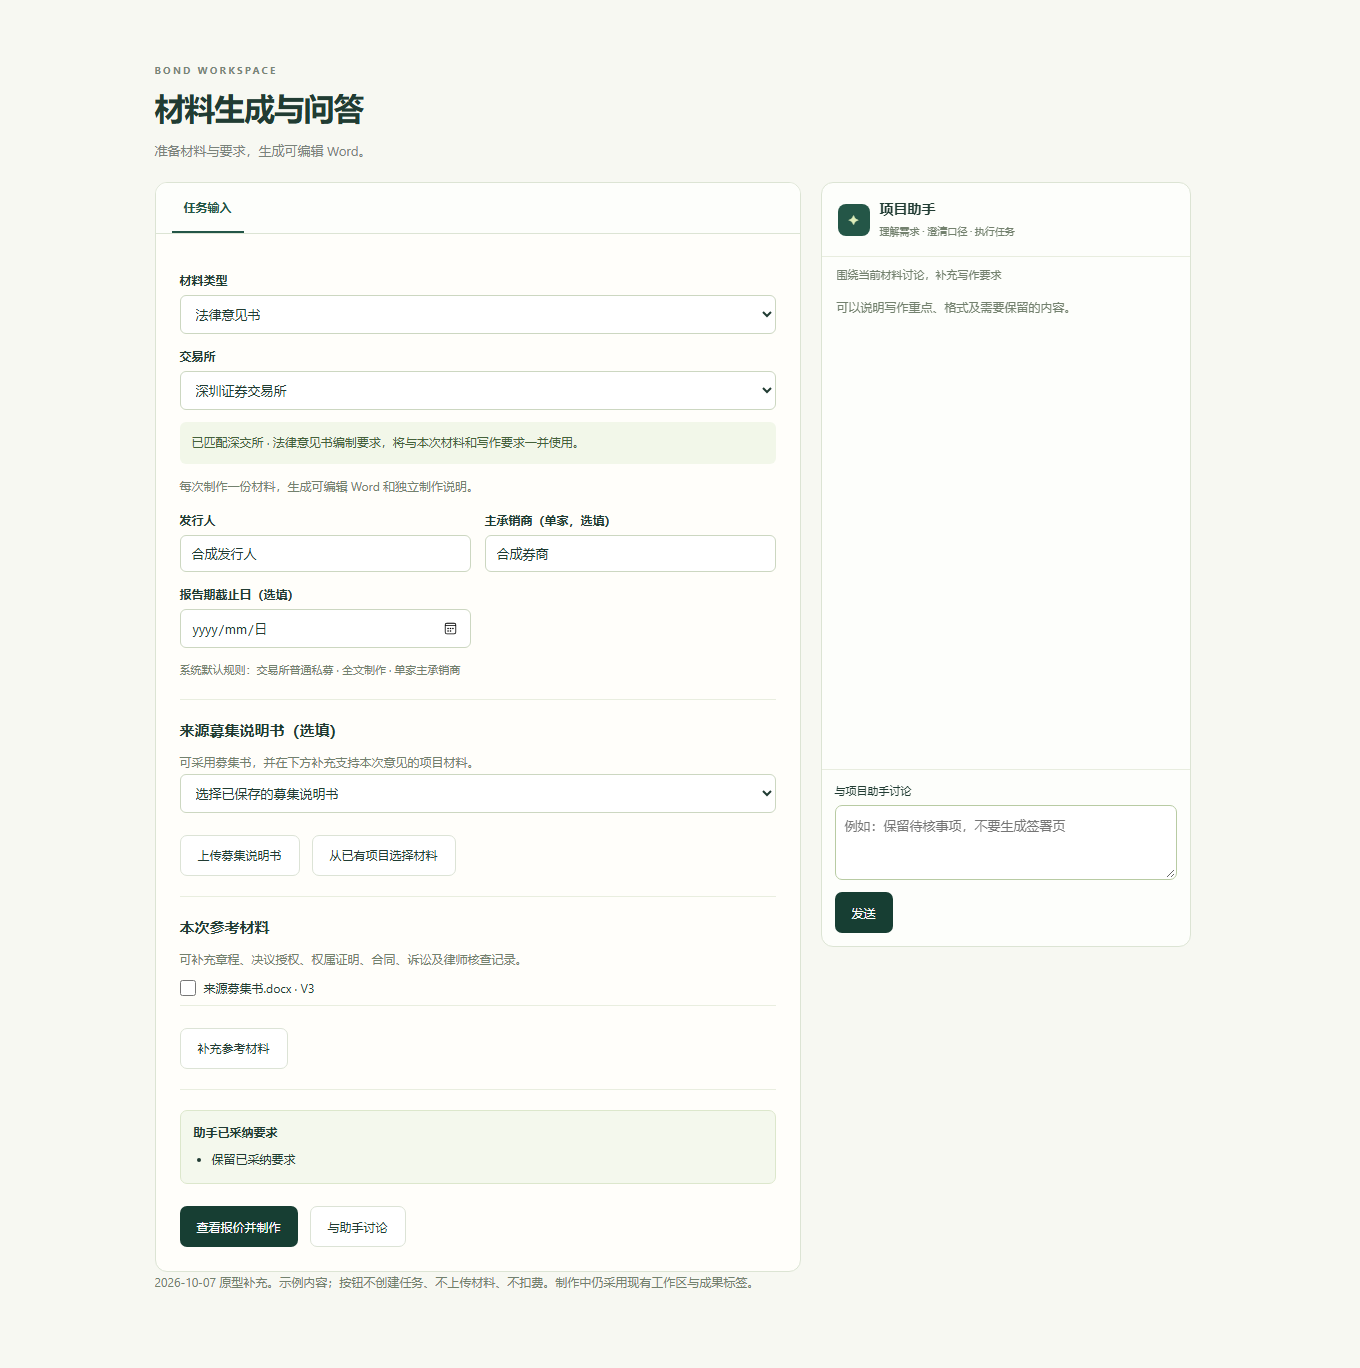 BOND WORKSPACE
材料生成与问答
准备材料与要求，生成可编辑 Word。
任务输入
材料类型
法律意见书
交易所
深圳证券交易所
已匹配深交所 · 法律意见书编制要求，将与本次材料和写作要求一并使用。
每次制作一份材料，生成可编辑 Word 和独立制作说明。
发行人
主承销商（单家，选填）
合成发行人
合成券商
报告期截止日（选填）
yyyy/mm/日
系统默认规则：交易所普通私募 · 全文制作 · 单家主承销商
来源募集说明书（选填）
可采用募集书，并在下方补充支持本次意见的项目材料。
选择已保存的募集说明书
上传募集说明书
从已有项目选择材料
本次参考材料
可补充章程、决议授权、权属证明、合同、诉讼及律师核查记录。
来源募集书.docx · V3
补充参考材料
助手已采纳要求
• 保留已采纳要求
查看报价并制作
与助手讨论
2026-10-07 原型补充。示例内容；按钮不创建任务、不上传材料、不扣费。制作中仍采用现有工作区与成果标签。
项目助手
理解需求 · 澄清口径 · 执行任务
围绕当前材料讨论，补充写作要求
可以说明写作重点、格式及需要保留的内容。
与项目助手讨论
例如：保留待核事项，不要生成签署页
发送